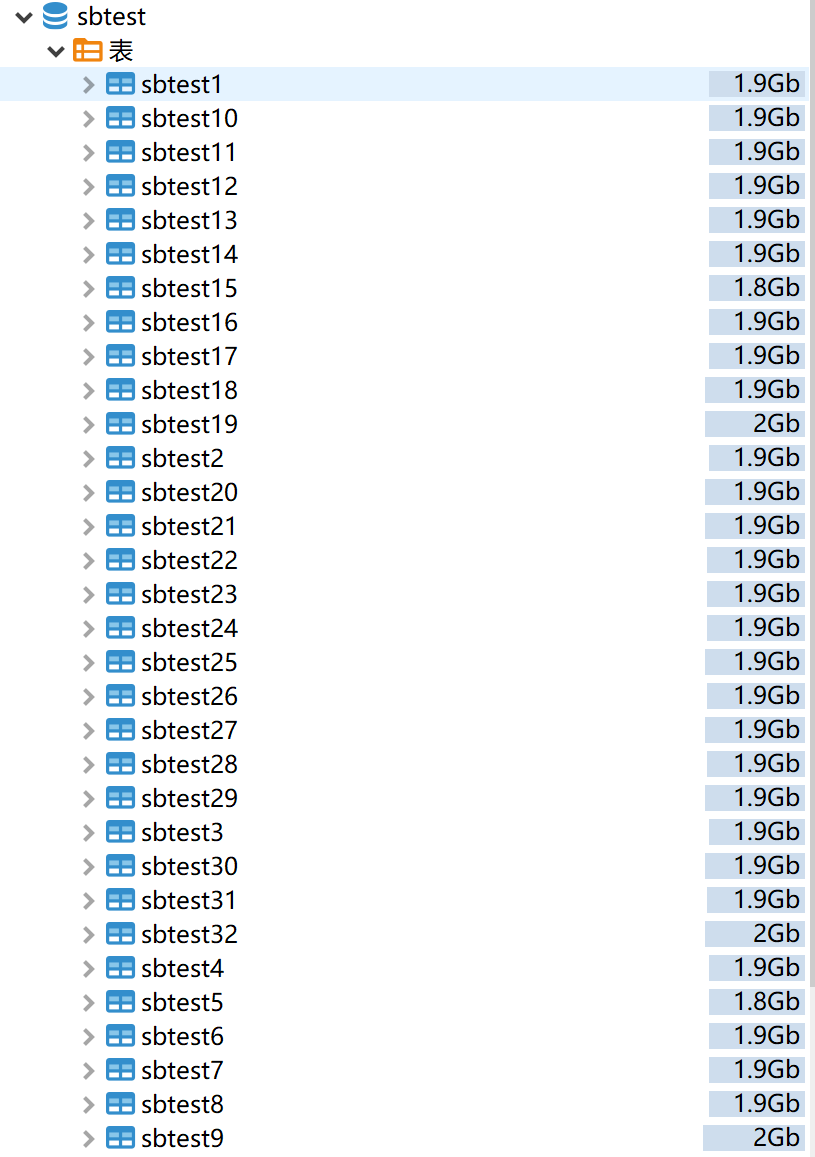 sbtest
表
sbtest1 1.9Gb
sbtest10 1.9Gb
sbtest11 1.9Gb
sbtest12 1.9Gb
sbtest13 1.9Gb
sbtest14 1.9Gb
sbtest15 1.8Gb
sbtest16 1.9Gb
sbtest17 1.9Gb
sbtest18 1.9Gb
sbtest19 2Gb
sbtest2 1.9Gb
sbtest20 1.9Gb
sbtest21 1.9Gb
sbtest22 1.9Gb
sbtest23 1.9Gb
sbtest24 1.9Gb
sbtest25 1.9Gb
sbtest26 1.9Gb
sbtest27 1.9Gb
sbtest28 1.9Gb
sbtest29 1.9Gb
sbtest3 1.9Gb
sbtest30 1.9Gb
sbtest31 1.9Gb
sbtest32 2Gb
sbtest4 1.9Gb
sbtest5 1.8Gb
sbtest6 1.9Gb
sbtest7 1.9Gb
sbtest8 1.9Gb
sbtest9 2Gb